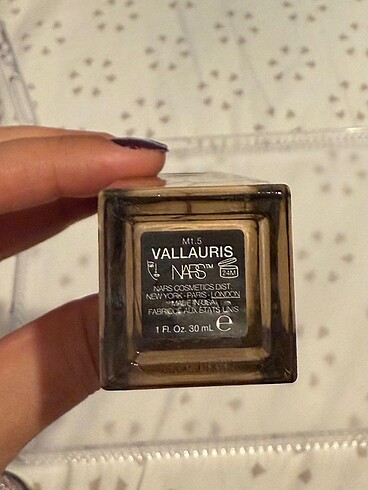 M1.5
VALLAURIS
NARS™
24M
NARS COSMETICS DIST.
NEW YORK • PARIS • LONDON
MADE IN USA/
FABRIQUÉ AUX ÉTATS-UNIS
1 Fl. Oz. 30 mL e